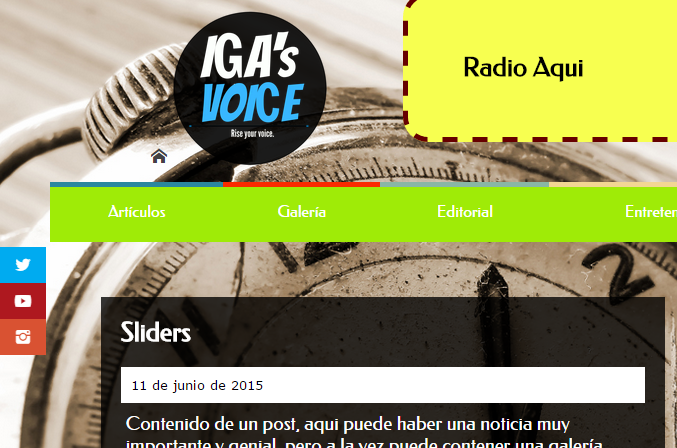 IGA's
VOICE
Rise your voice.
Radio Aqui
Artículos
Galería
Editorial
Entreten
Sliders
11 de junio de 2015
Contenido de un post, aqui puede haber una noticia muy
importante y genial, pero a la vez puede contener una galería
2